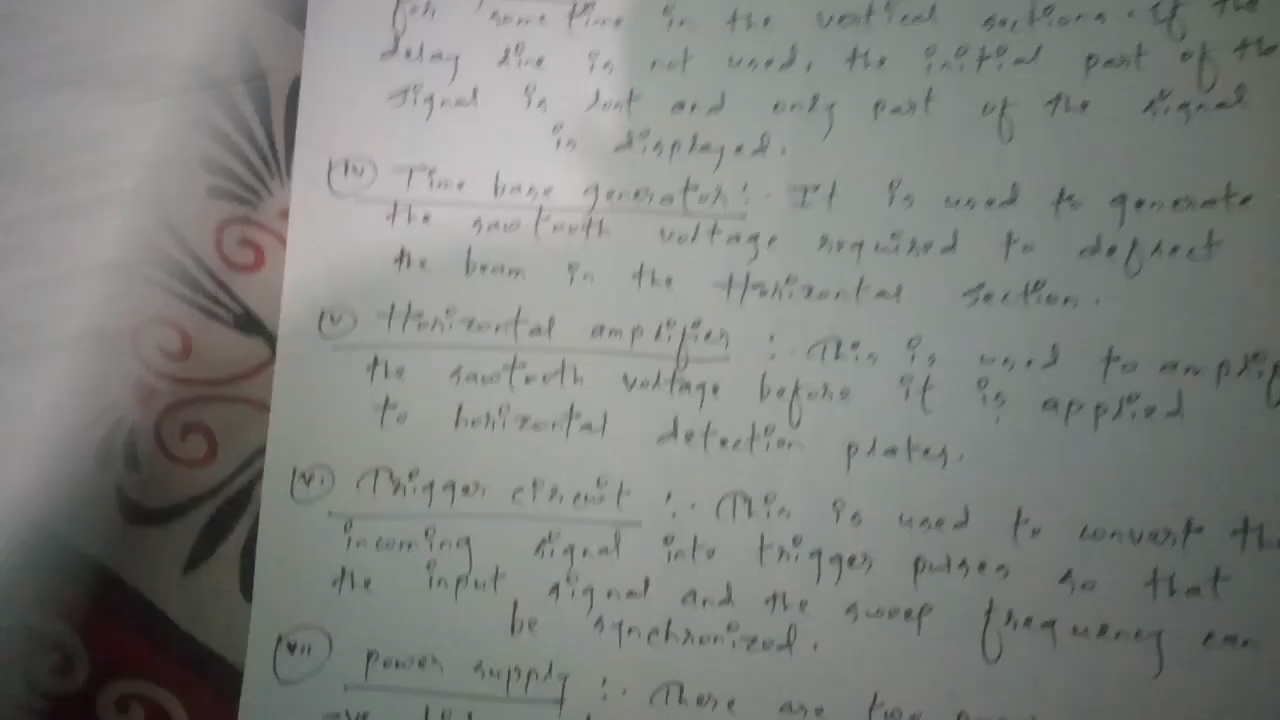 for some time in the vertical sections. If the
delay line is not used, the initial part of the
signal is lost and only part of the signal
is displayed.
(iv) Time base generator:- It is used to generate
the sawtooth voltage required to deflect
the beam in the Horizontal section.
(v) Horizontal amplifier :- This is used to amplif
the sawtooth voltage before it is applied
to horizontal detection plates.
(vi) Trigger circuit :- This is used to convert th
incoming signal into trigger pulses so that
the input signal and the sweep frequency can
be synchronized.
(vii) power supply :- There are two
-ve